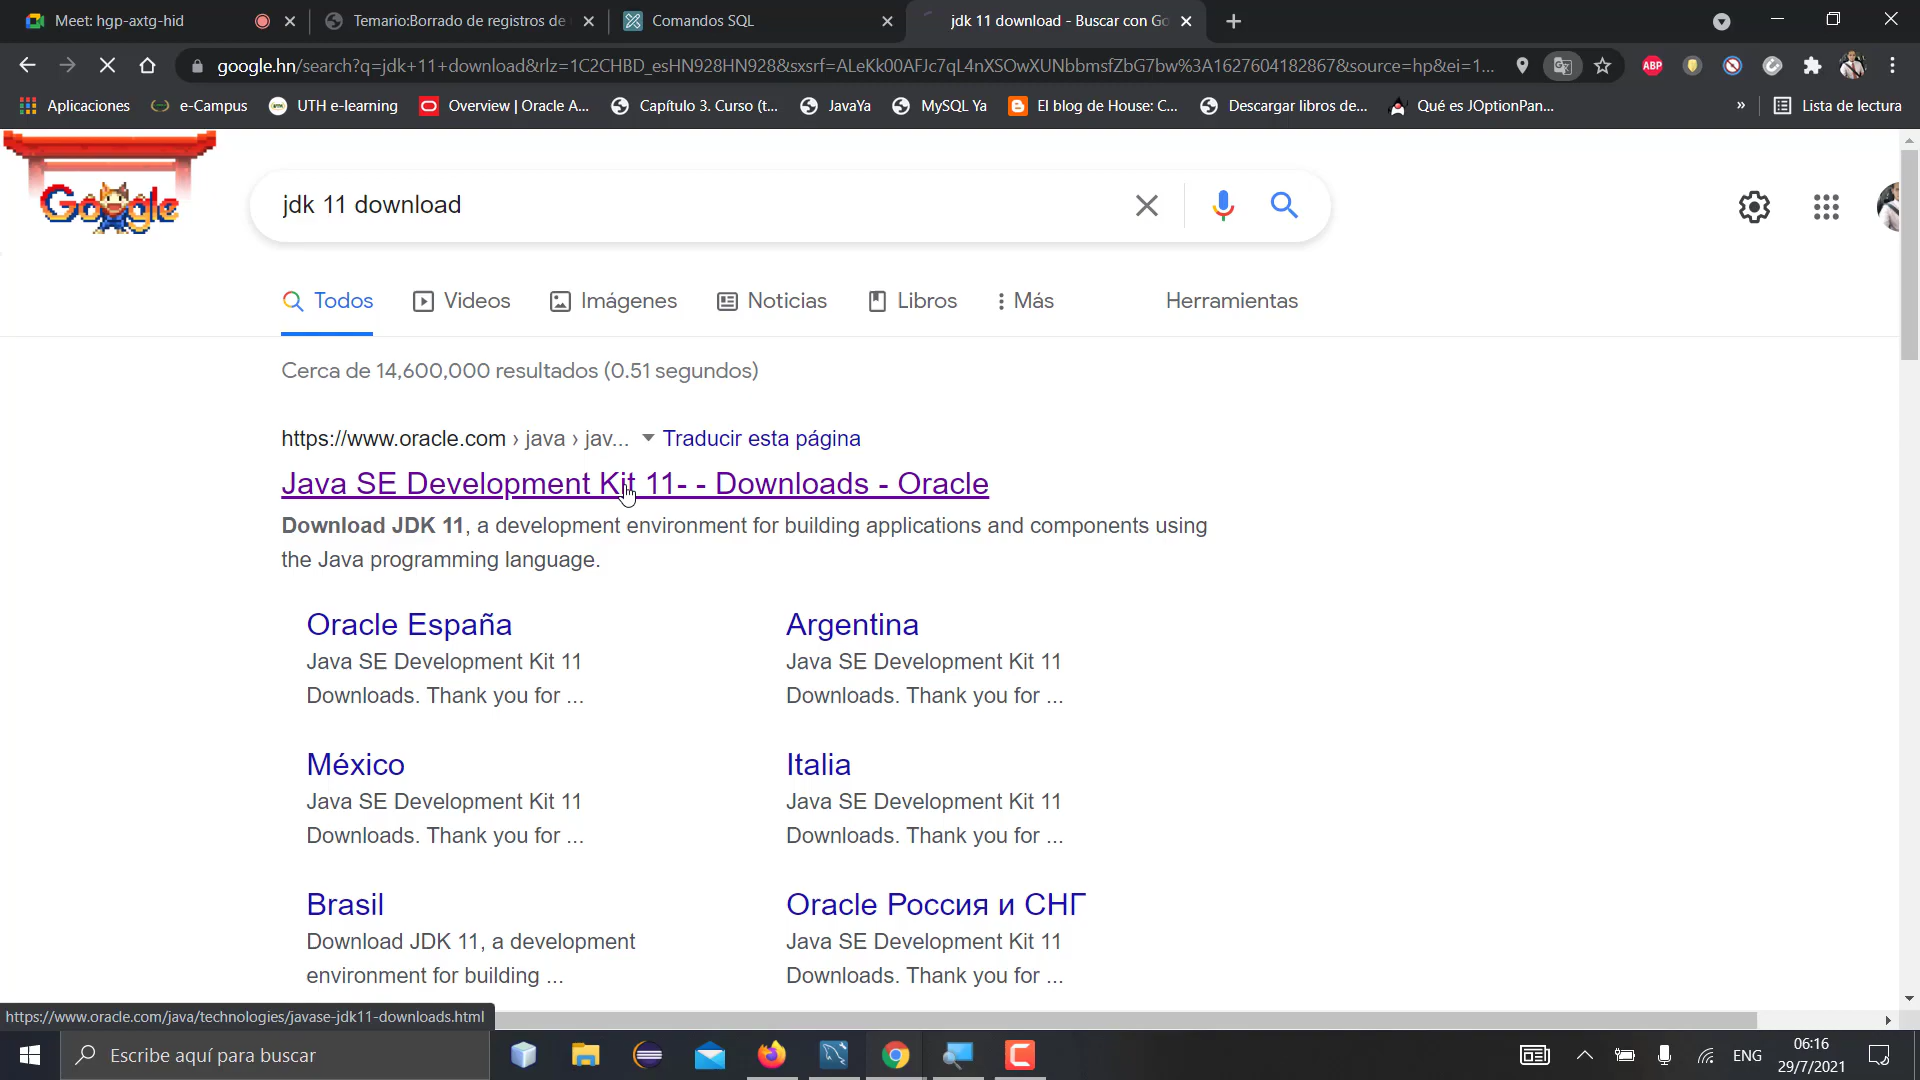 Meet: hgp-axtg-hid
Temario:Borrado de registros de
Comandos SQL
jdk 11 download - Buscar con Go
google.hn/search?q=jdk+11+download&rlz=1C2CHBD_esHN928HN928&sxsrf=ALeKk00AFJc7qL4nXSOwXUNbbmsfZbG7bw%3A1627604182867&source=hp&ei=1...
ABP
Aplicaciones
e-Campus
UTH e-learning
Overview | Oracle A...
Capítulo 3. Curso (t...
JavaYa
MySQL Ya
El blog de House: C...
Descargar libros de...
Qué es JOptionPan...
»
Lista de lectura
Google
jdk 11 download
Todos
Videos
Imágenes
Noticias
Libros
Más
Herramientas
Cerca de 14,600,000 resultados (0.51 segundos)
https://www.oracle.com › java › jav... Traducir esta página
Java SE Development Kit 11- - Downloads - Oracle
Download JDK 11, a development environment for building applications and components using
the Java programming language.
Oracle España
Java SE Development Kit 11
Downloads. Thank you for ...
Argentina
Java SE Development Kit 11
Downloads. Thank you for ...
México
Java SE Development Kit 11
Downloads. Thank you for ...
Italia
Java SE Development Kit 11
Downloads. Thank you for ...
Brasil
Download JDK 11, a development
environment for building ...
Oracle Россия и СНГ
Java SE Development Kit 11
Downloads. Thank you for ...
https://www.oracle.com/java/technologies/javase-jdk11-downloads.html
Escribe aquí para buscar
ENG
06:16
29/7/2021